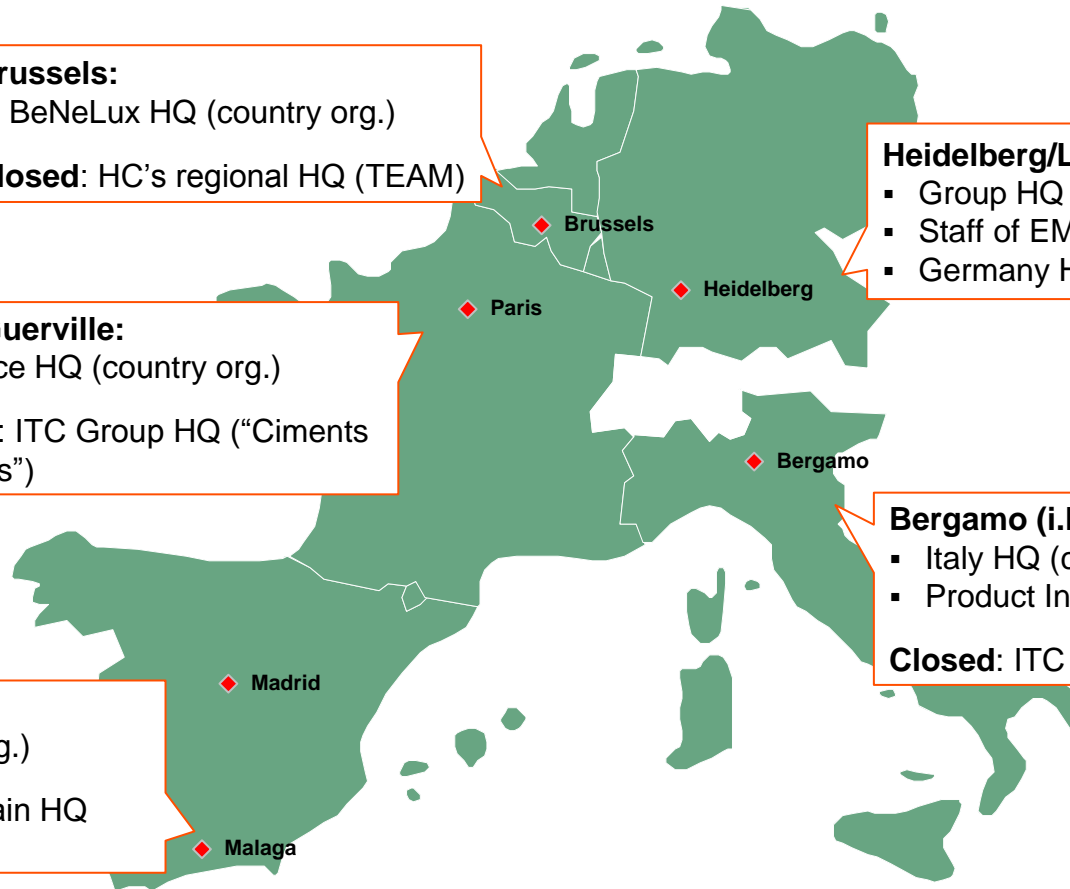 russels:
BeNeLux HQ (country org.)
losed: HC’s regional HQ (TEAM)
Brussels
Heidelberg/L
▪ Group HQ
▪ Staff of EM
▪ Germany H
Heidelberg
Paris
uerville:
ce HQ (country org.)
: ITC Group HQ (“Ciments
s”)
Bergamo
Bergamo (i.
▪ Italy HQ (c
▪ Product In
Closed: ITC
Madrid
g.)
ain HQ
Malaga